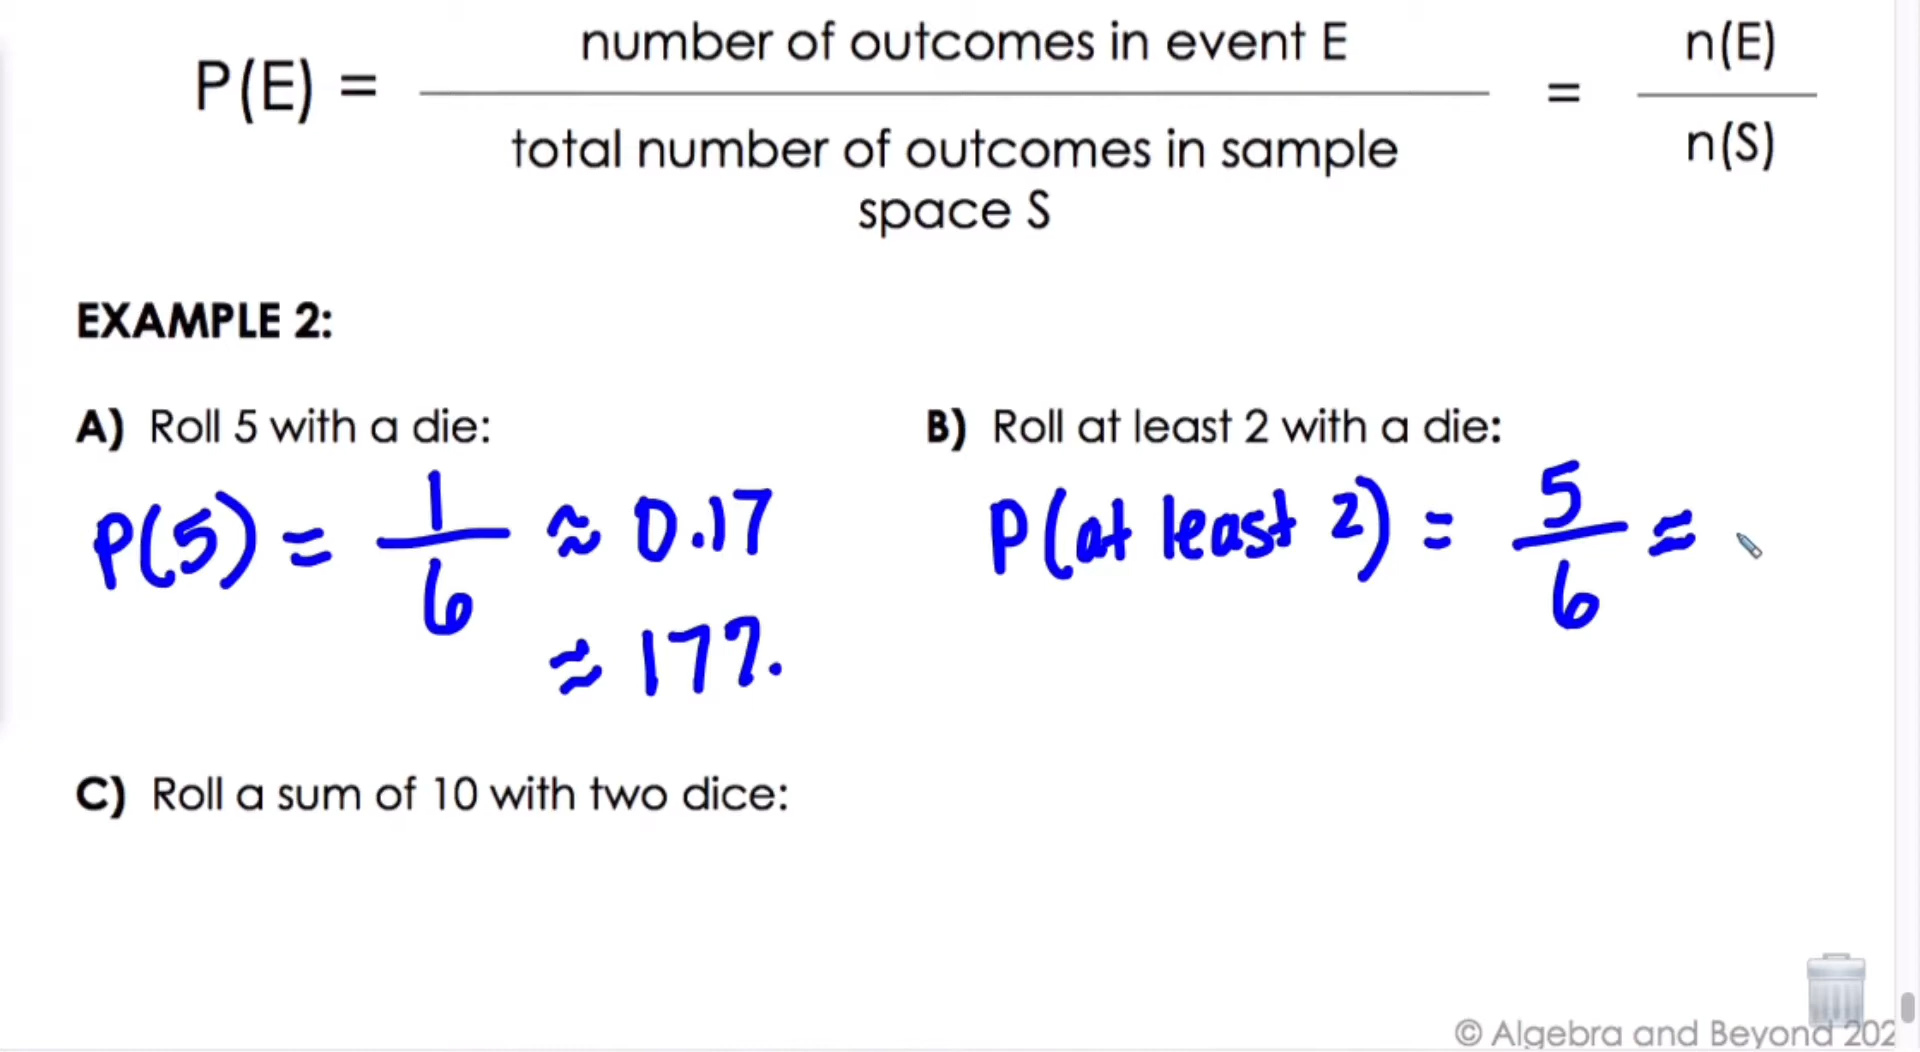 P(E) = number of outcomes in event E / total number of outcomes in sample space S = n(E) / n(S)
EXAMPLE 2:
A) Roll 5 with a die:
P(5) = 1/6 ≈ 0.17
≈ 17%
B) Roll at least 2 with a die:
P(at least 2) = 5/6 ≈
C) Roll a sum of 10 with two dice:
© Algebra and Beyond 202